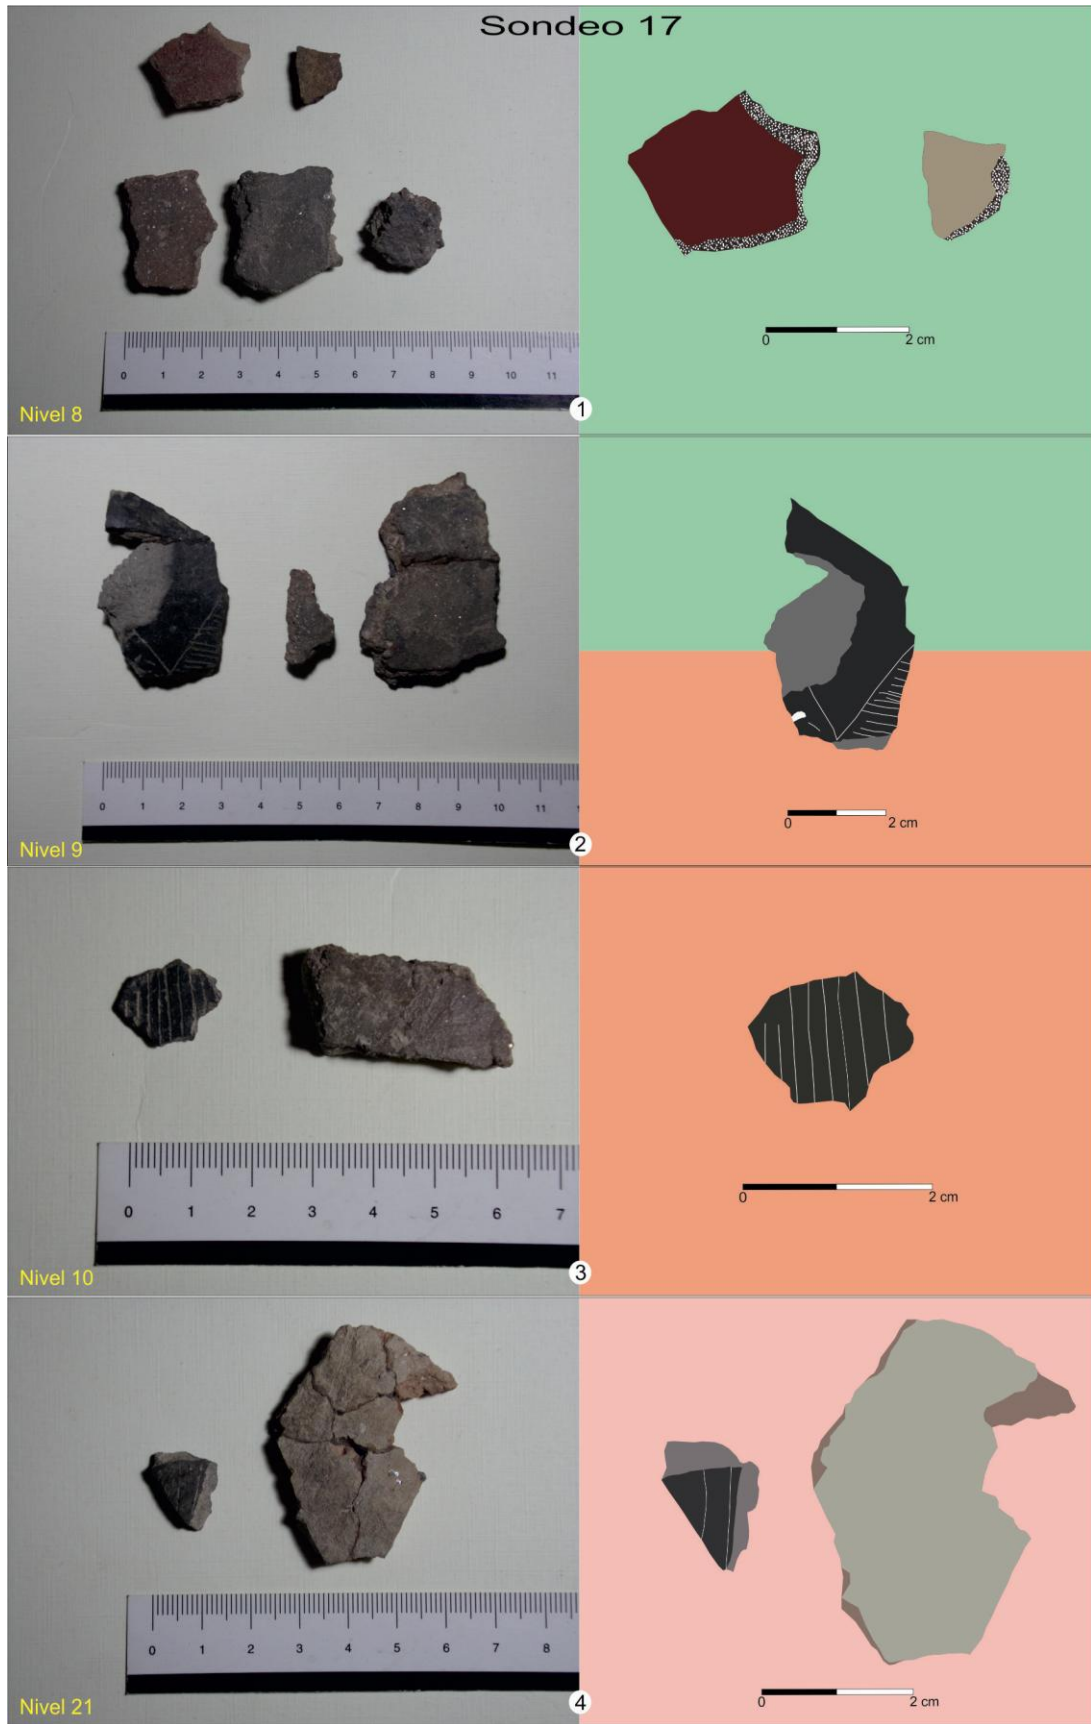 Sondeo 17
0 1 2 3 4 5 6 7 8 9 10 11
0 2 cm
Nivel 8
1
0 1 2 3 4 5 6 7 8 9 10 11
0 2 cm
Nivel 9
2
0 1 2 3 4 5 6 7
0 2 cm
Nivel 10
3
0 1 2 3 4 5 6 7 8
0 2 cm
Nivel 21
4